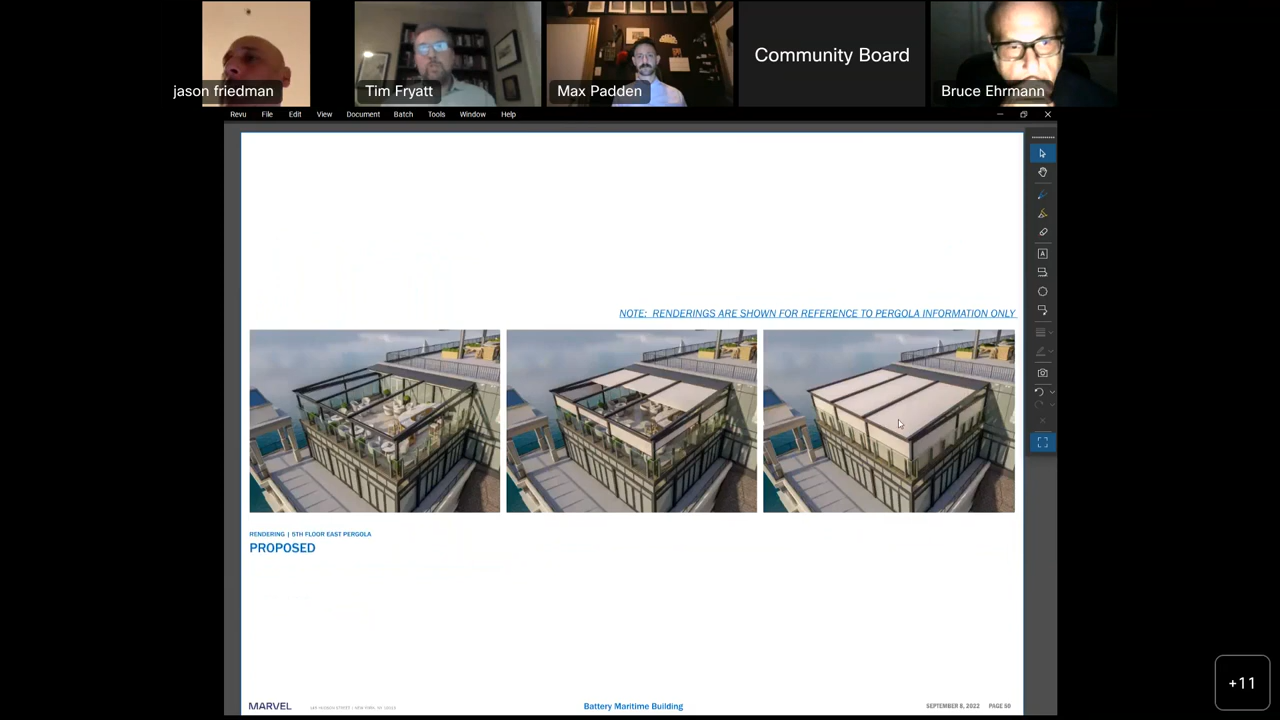 jason friedman
Tim Fryatt
Max Padden
Community Board
Bruce Ehrmann
Revu File Edit View Document Batch Tools Window Help
NOTE: RENDERINGS ARE SHOWN FOR REFERENCE TO PERGOLA INFORMATION ONLY
RENDERING | 5TH FLOOR EAST PERGOLA
PROPOSED
MARVEL
Battery Maritime Building
SEPTEMBER 8, 2022 PAGE 50
+11